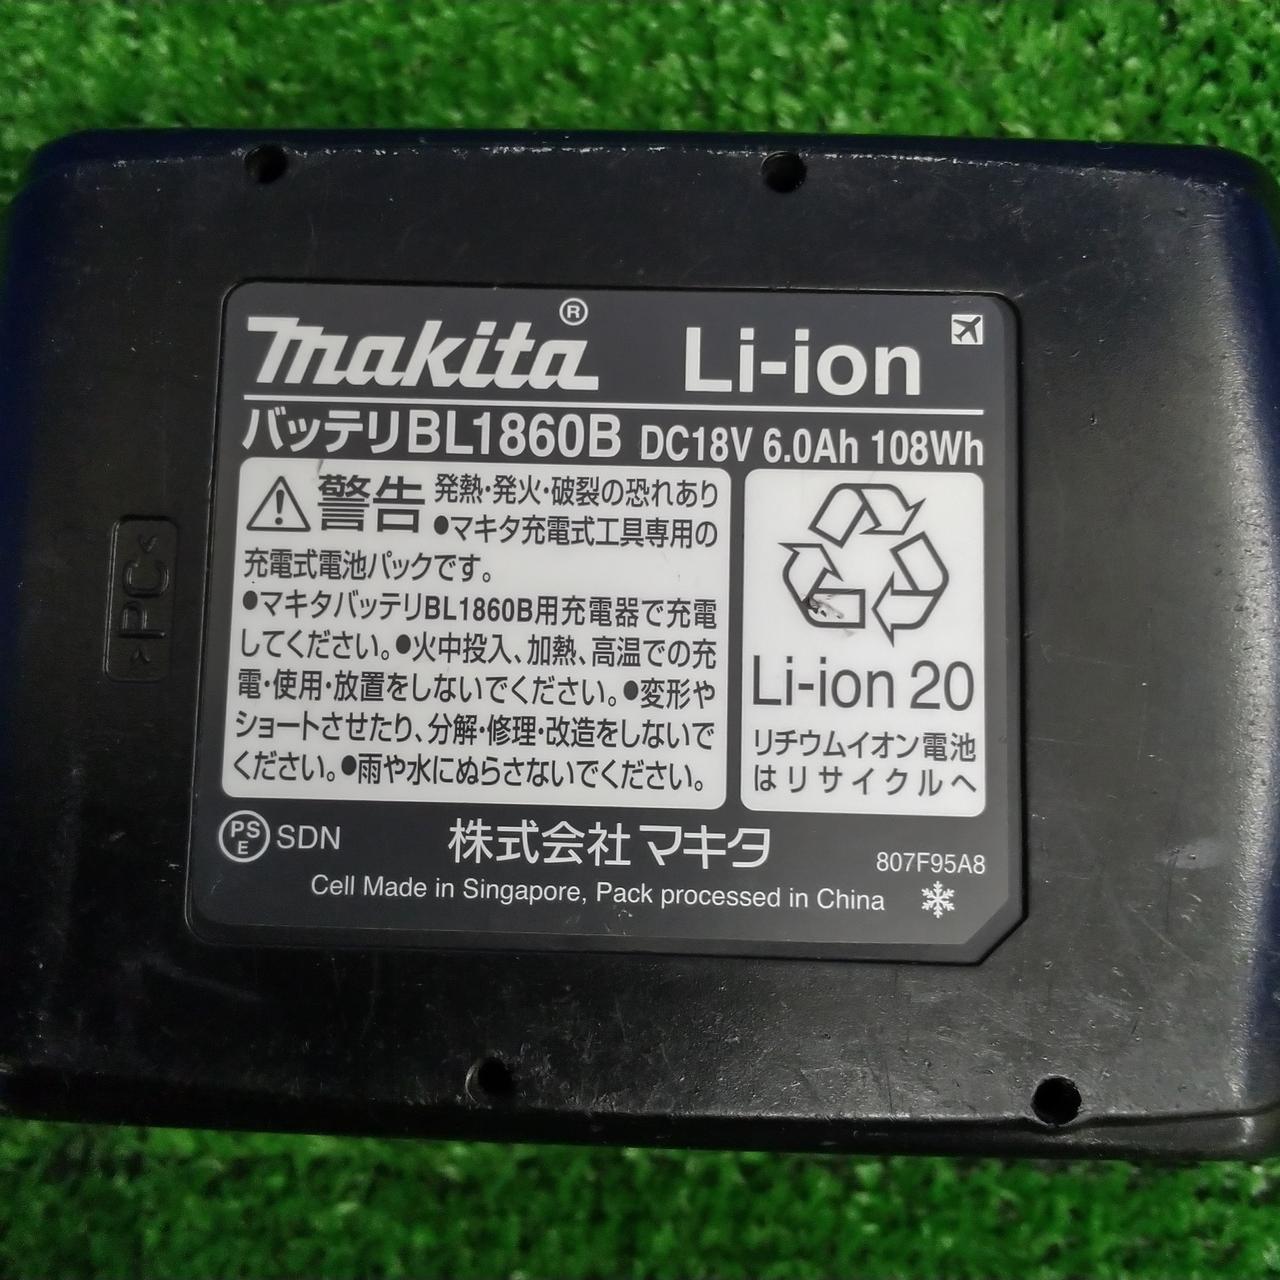 makita® Li-ion
バッテリBL1860B DC18V 6.0Ah 108Wh
警告 発熱・発火・破裂の恐れあり
●マキタ充電式工具専用の
充電式電池パックです。
●マキタバッテリBL1860B用充電器で充電
してください。●火中投入、加熱、高温での充
電・使用・放置をしないでください。●変形や
ショートさせたり、分解・修理・改造をしないで
ください。●雨や水にぬらさないでください。
Li-ion 20
リチウムイオン電池
はリサイクルへ
PS
E
SDN
株式会社マキタ
807F95A8
Cell Made in Singapore, Pack processed in China
>PC<